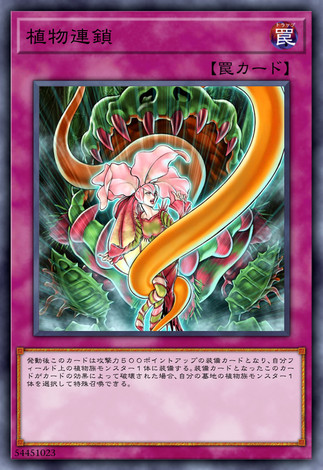 植物連鎖
トラップ
罠
【罠カード】
発動後このカードは攻撃力500ポイントアップの装備カードとなり、自分フ
ィールド上の植物族モンスター1体に装備する。装備カードとなったこのカー
ドがカードの効果によって破壊された場合、自分の墓地の植物族モンスター1
体を選択して特殊召喚できる。
54451023